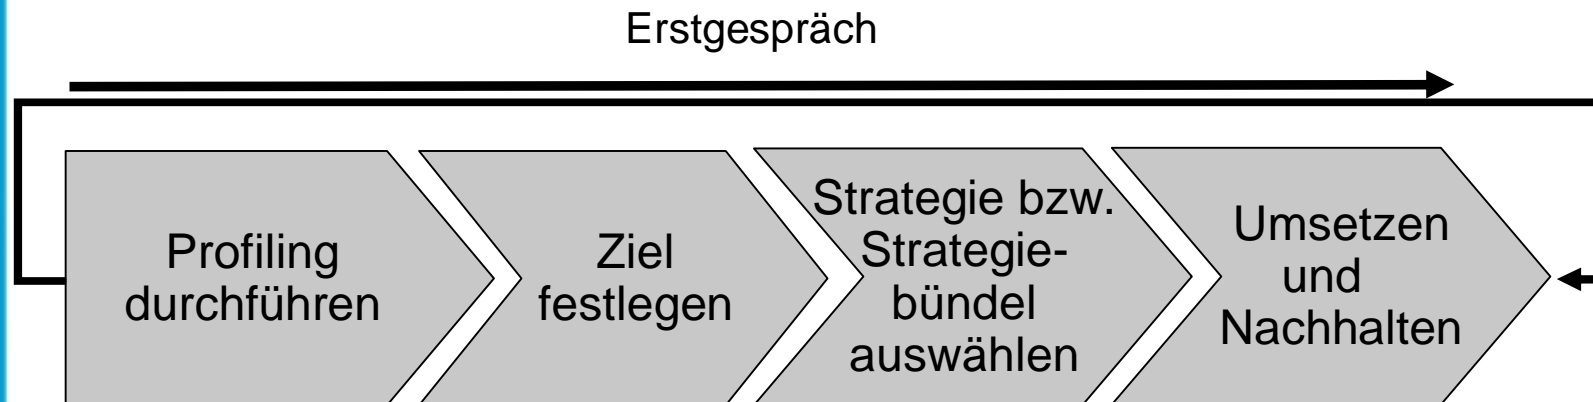 Erstgespräch
Profiling
durchführen
Ziel
festlegen
Strategie bzw.
Strategie-
bündel
auswählen
Umsetzen
und
Nachhalten